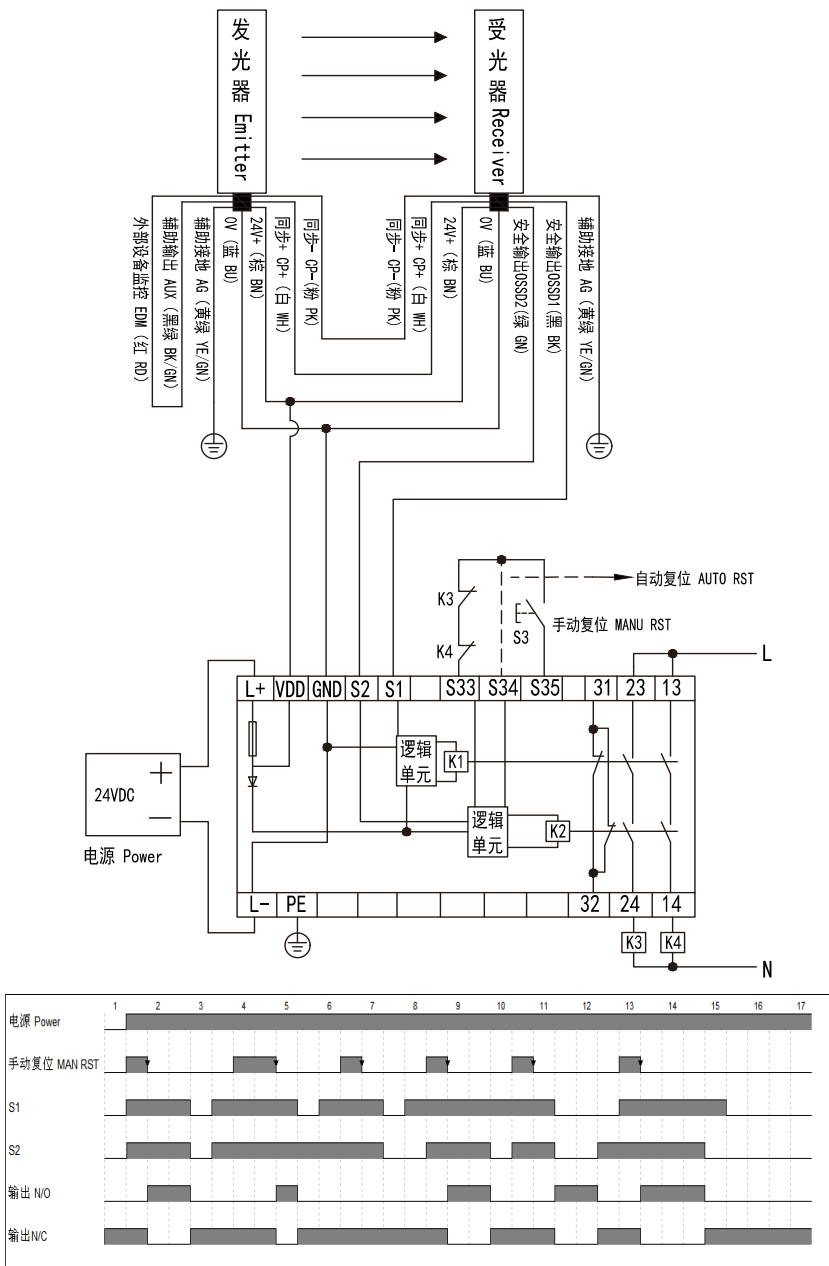 发光器 Emitter
受光器 Receiver
外部设备监控 EDM (红 RD)
辅助输出 AUX (黑绿 BK/GN)
辅助接地 AG (黄绿 YE/GN)
0V (蓝 BU)
24V+ (棕 BN)
同步+ CP+ (白 WH)
同步- CP-(粉 PK)
同步- CP-(粉 PK)
同步+ CP+ (白 WH)
24V+ (棕 BN)
0V (蓝 BU)
安全输出OSSD2(绿 GN)
安全输出OSSD1(黑 BK)
辅助接地 AG (黄绿 YE/GN)
自动复位 AUTO RST
K3
S3
手动复位 MANU RST
K4
L
L+ VDD GND S2 S1 S33 S34 S35 31 23 13
逻辑
单元
K1
24VDC
逻辑
单元
K2
电源 Power
L- PE 32 24 14
K3 K4
N
1 2 3 4 5 6 7 8 9 10 11 12 13 14 15 16 17
电源 Power
手动复位 MAN RST
S1
S2
输出 N/O
输出N/C